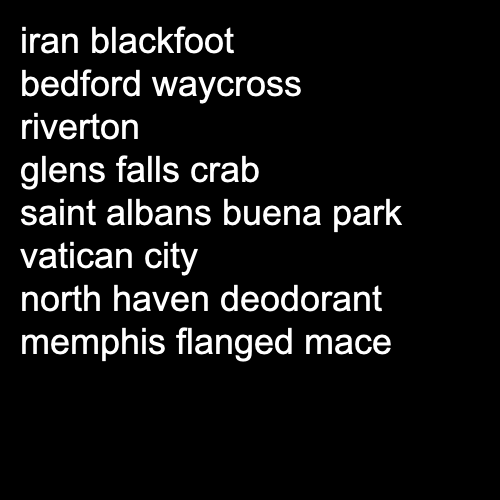 iran blackfoot
bedford waycross
riverton
glens falls crab
saint albans buena park
vatican city
north haven deodorant
memphis flanged mace